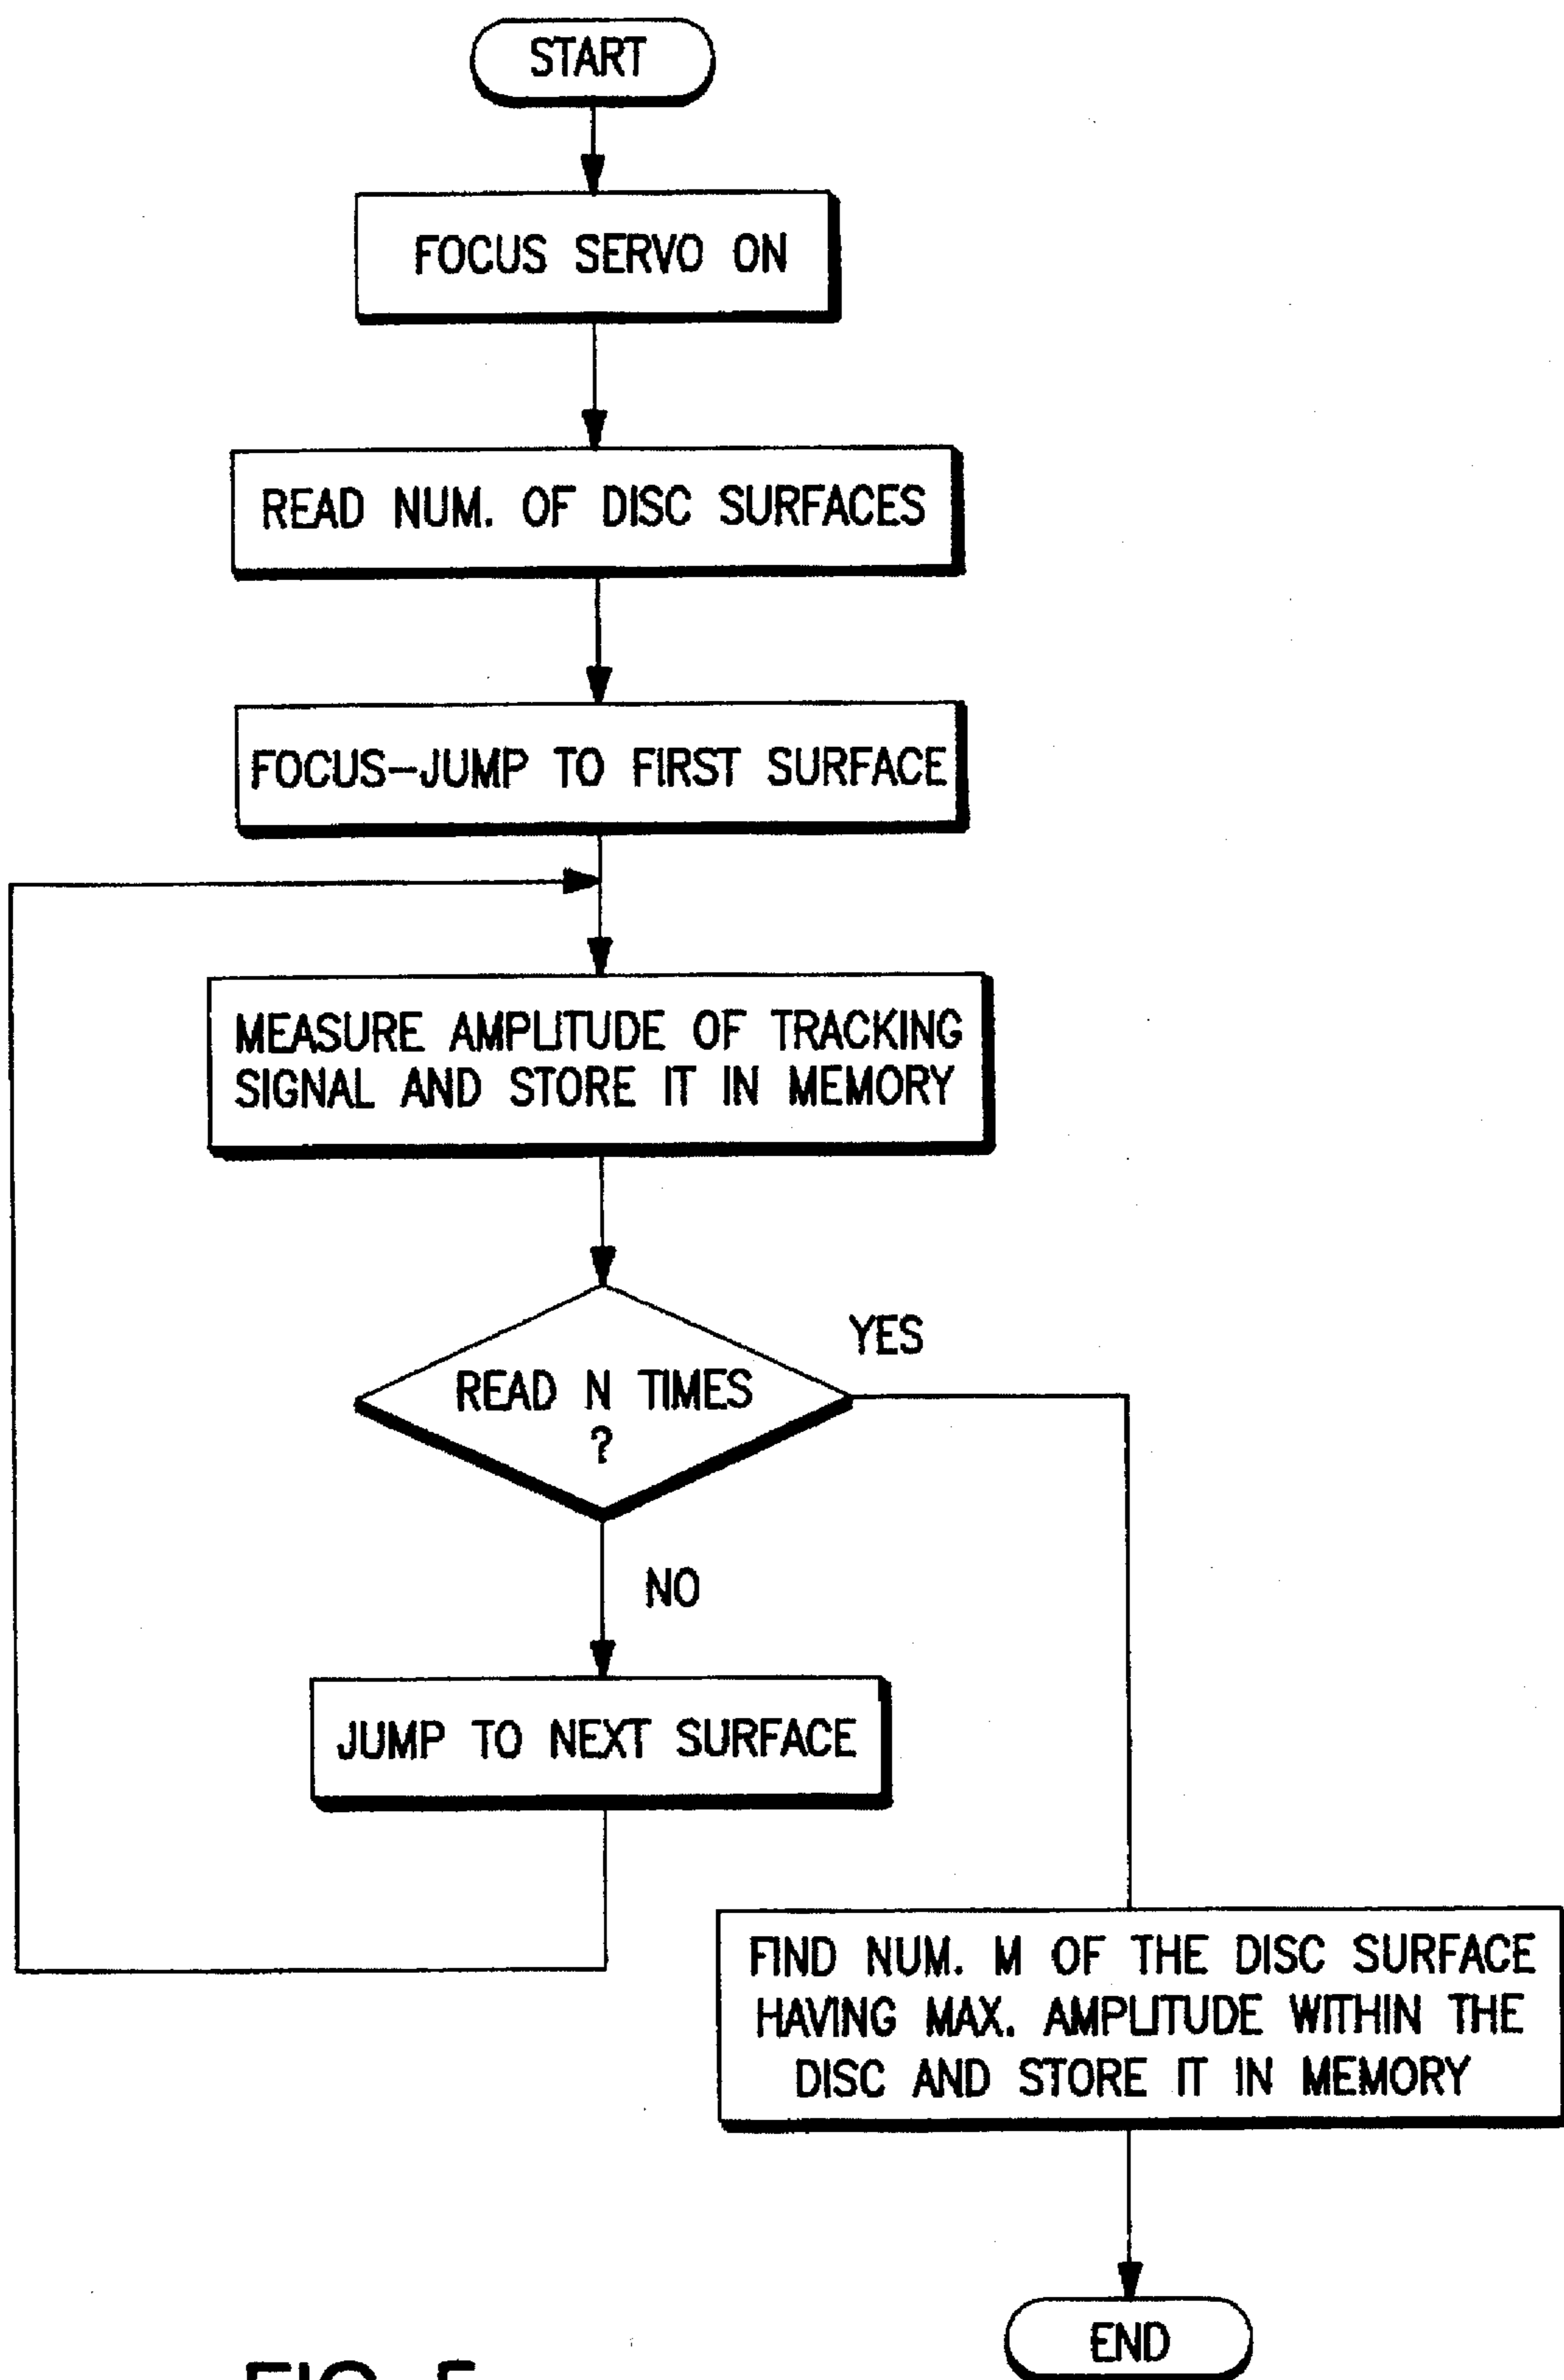 START
FOCUS SERVO ON
READ NUM. OF DISC SURFACES
FOCUS-JUMP TO FIRST SURFACE
MEASURE AMPLITUDE OF TRACKING
SIGNAL AND STORE IT IN MEMORY
READ N TIMES
?
YES
NO
JUMP TO NEXT SURFACE
FIND NUM. M OF THE DISC SURFACE
HAVING MAX. AMPLITUDE WITHIN THE
DISC AND STORE IT IN MEMORY
END
FIG. 5